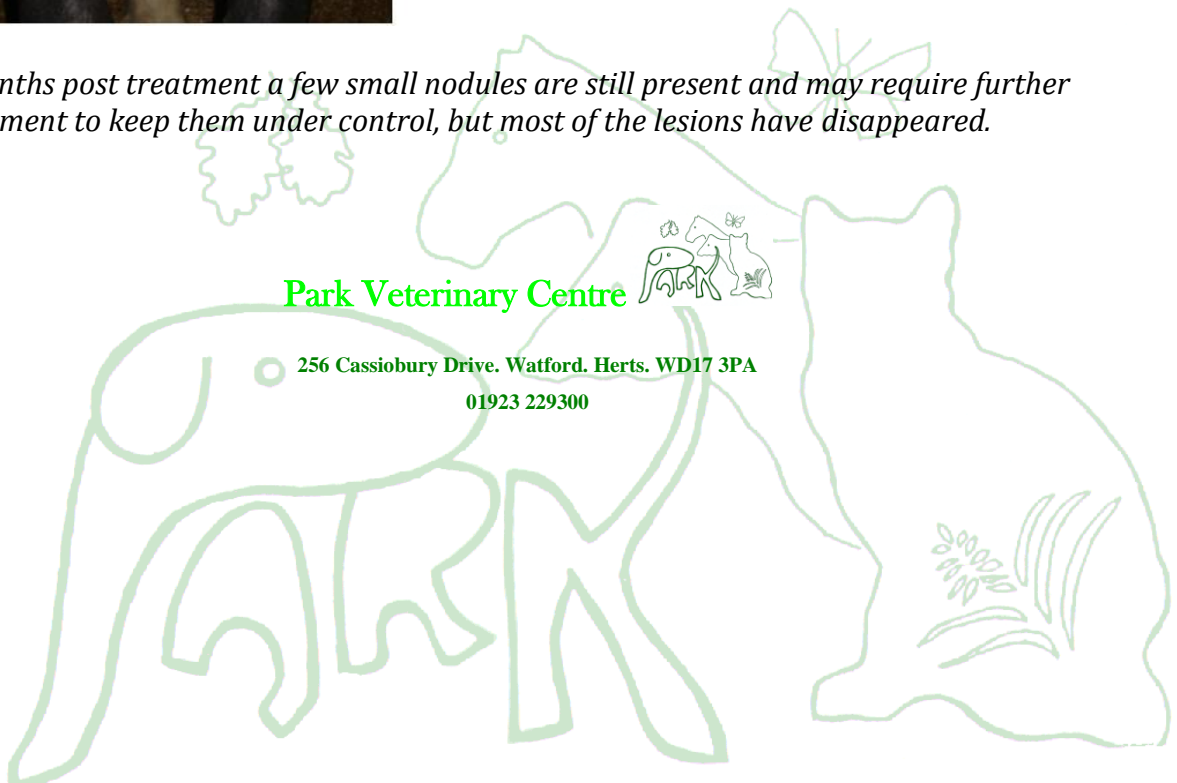 nths post treatment a few small nodules are still present and may require further
ment to keep them under control, but most of the lesions have disappeared.
Park Veterinary Centre
256 Cassiobury Drive. Watford. Herts. WD17 3PA
01923 229300